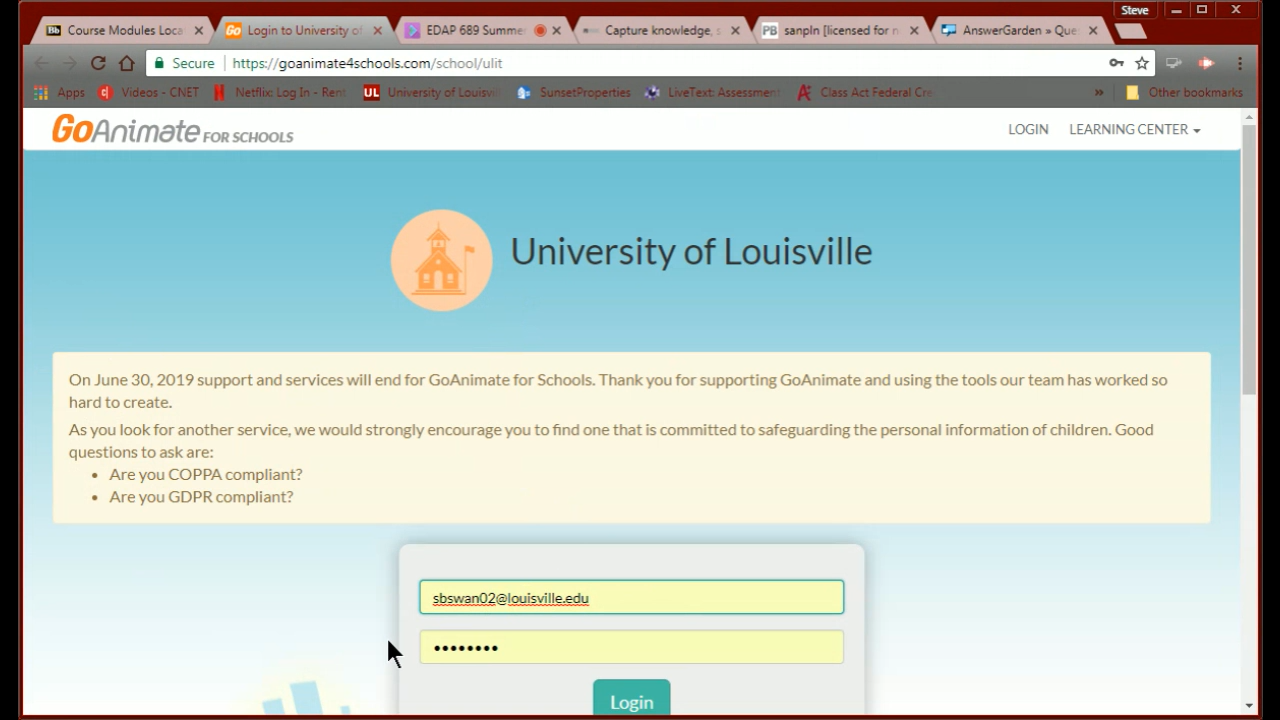 Steve
Course Modules Loca
Login to University of
EDAP 689 Summe
Capture knowledge, s
sanpln [licensed for n
AnswerGarden » Que
Secure
https://goanimate4schools.com/school/ulit
Apps
Videos - CNET
Netflix: Log In - Rent
UL University of Louisvil
SunsetProperties
LiveText: Assessment
Class Act Federal Cre
» Other bookmarks
GoAnimate FOR SCHOOLS
LOGIN
LEARNING CENTER
University of Louisville
On June 30, 2019 support and services will end for GoAnimate for Schools. Thank you for supporting GoAnimate and using the tools our team has worked so
hard to create.
As you look for another service, we would strongly encourage you to find one that is committed to safeguarding the personal information of children. Good
questions to ask are:
• Are you COPPA compliant?
• Are you GDPR compliant?
sbswan02@louisville.edu
••••••••
Login